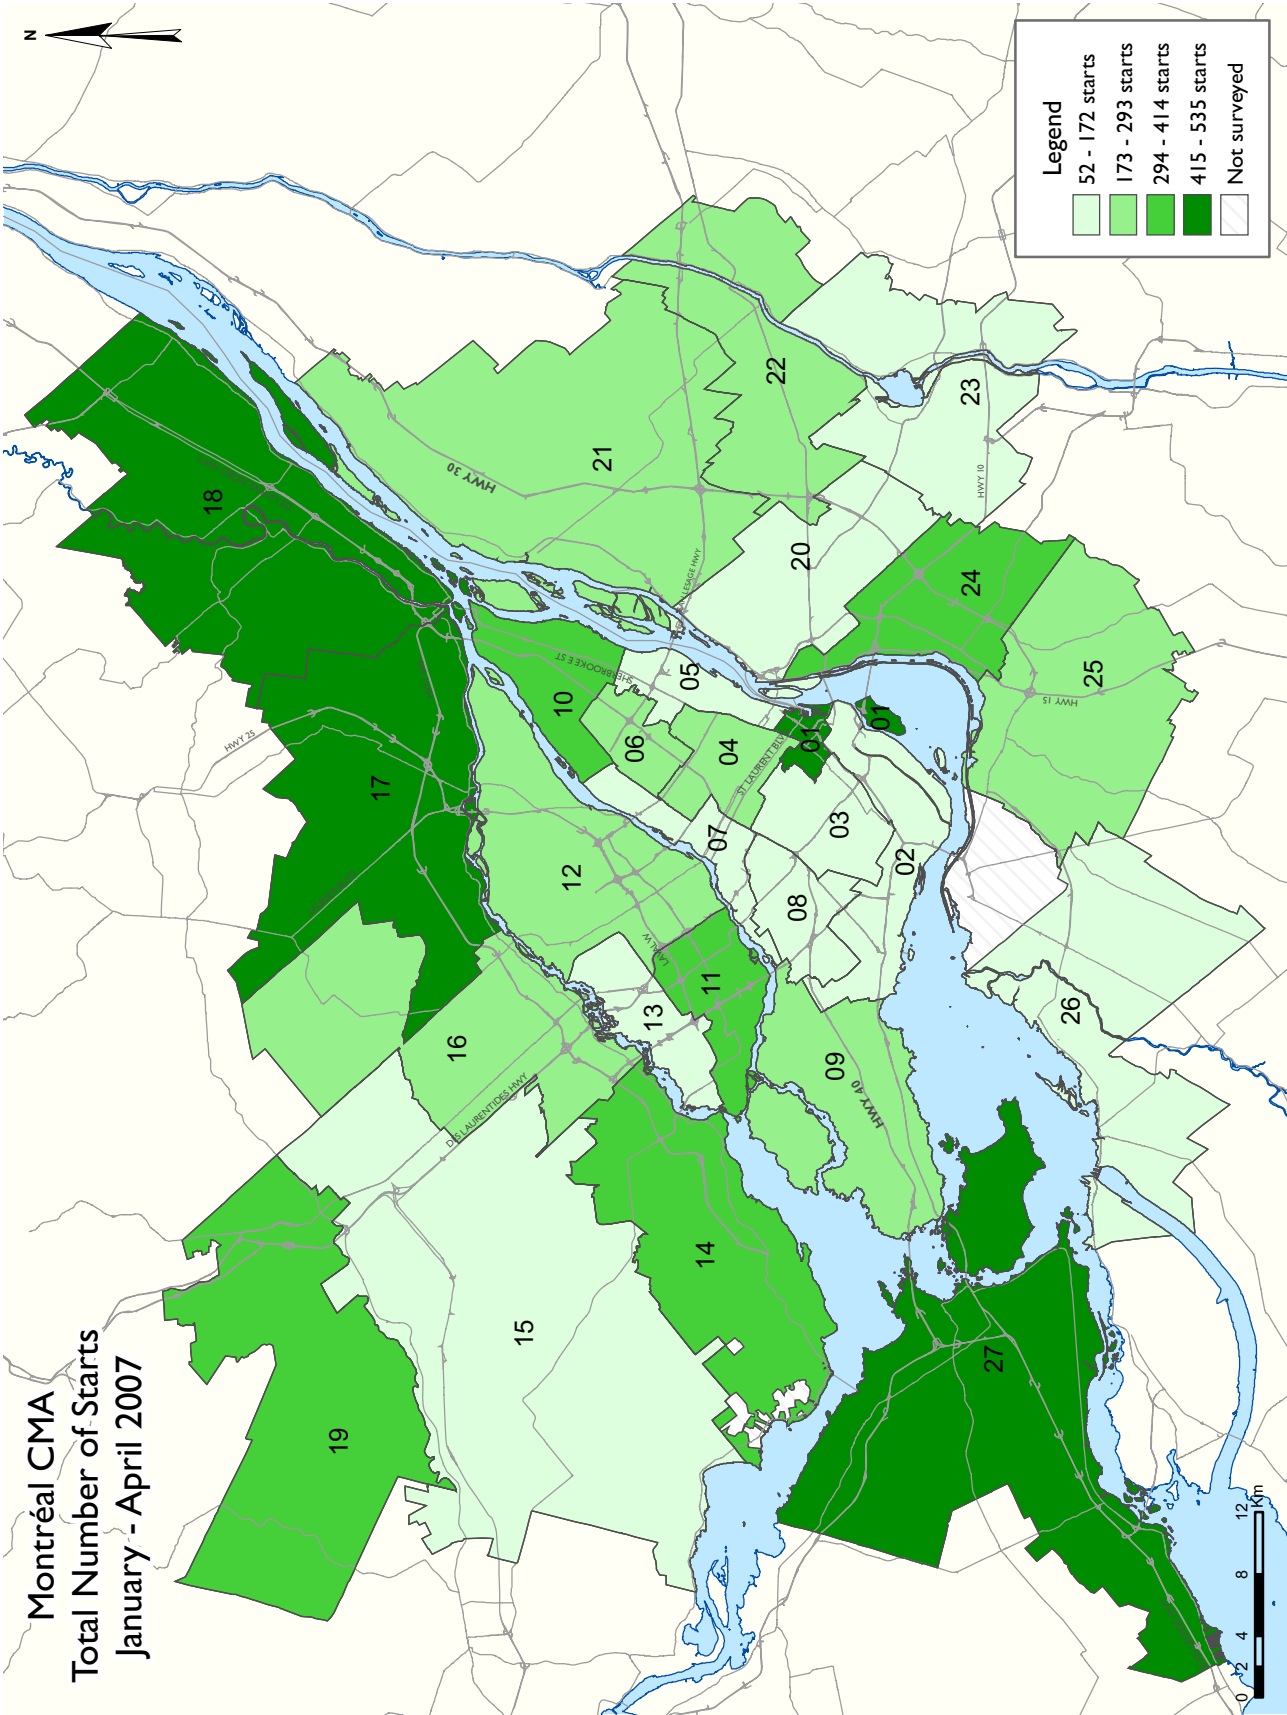 Montréal CMA
Total Number of Starts
January - April 2007
N
Legend
52 - 172 starts
173 - 293 starts
294 - 414 starts
415 - 535 starts
Not surveyed
18
17
HWY 25
16
19
15
14
13
12
11
10
DES LAURENTIDES HWY
LAVAL W
SHERBROOKE E ST
ST LAURENT BLV
HWY 30
21
22
23
HWY 10
20
24
25
HWY 15
05
06
04
01
01
07
03
02
08
09
HWY 40
26
27
0 2 4 8 12
Km